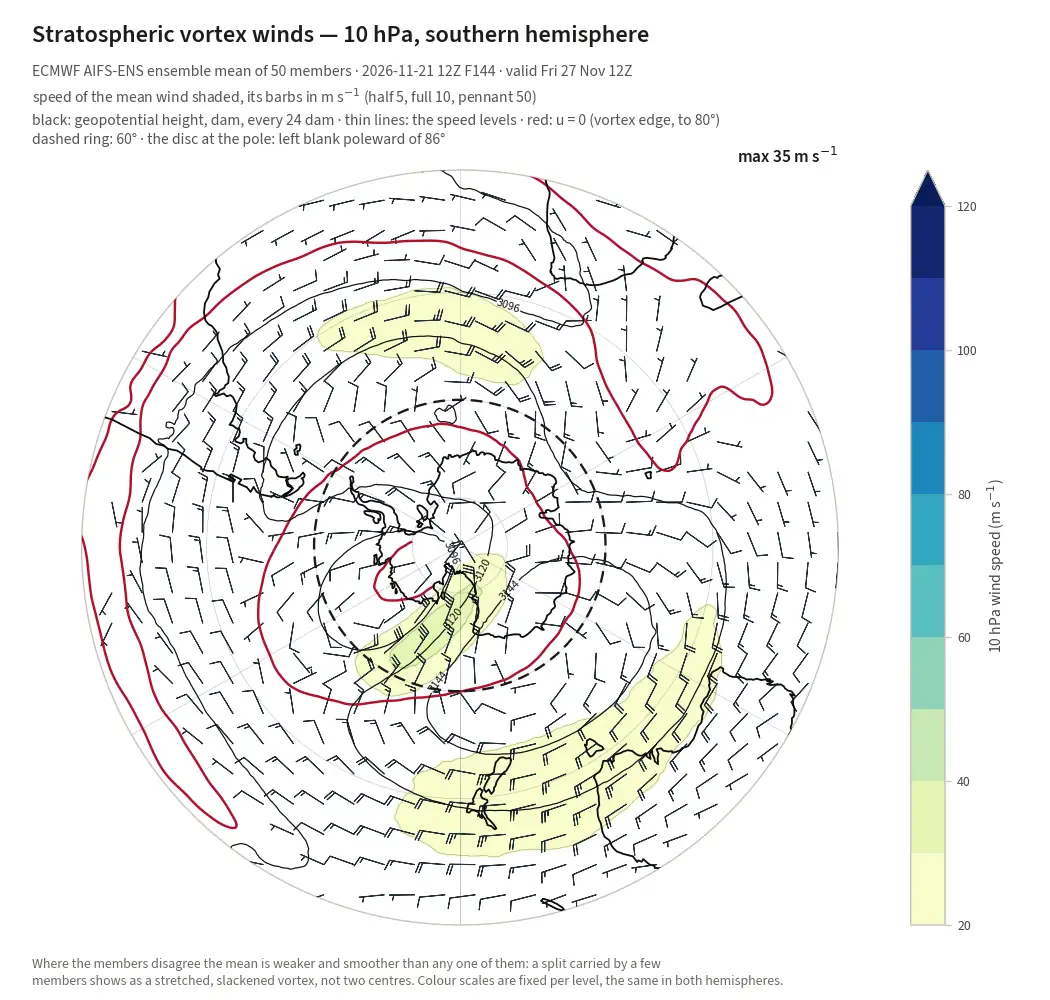 Stratospheric vortex winds — 10 hPa, southern hemisphere
ECMWF AIFS-ENS ensemble mean of 50 members · 2026-11-21 12Z F144 · valid Fri 27 Nov 12Z
speed of the mean wind shaded, its barbs in m s⁻¹ (half 5, full 10, pennant 50)
black: geopotential height, dam, every 24 dam · thin lines: the speed levels · red: u = 0 (vortex edge, to 80°)
dashed ring: 60° · the disc at the pole: left blank poleward of 86°
max 35 m s⁻¹
120
100
80
60
40
20
10 hPa wind speed (m s⁻¹)
3096
3096
3120
3144
3120
3144
Where the members disagree the mean is weaker and smoother than any one of them: a split carried by a few
members shows as a stretched, slackened vortex, not two centres. Colour scales are fixed per level, the same in both hemispheres.